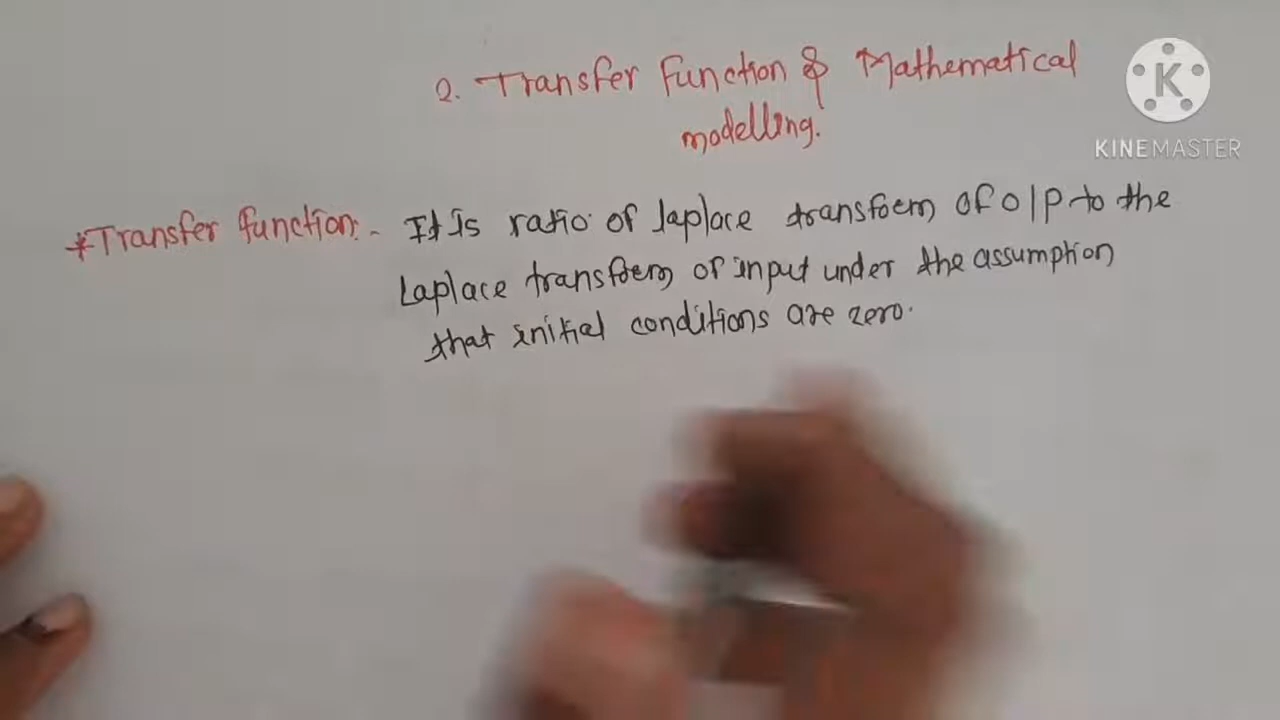 2. Transfer Function & Mathematical
modelling.
KINEMASTER
*Transfer function:- It is ratio of laplace transform of O/P to the
Laplace transform of input under the assumption
that initial conditions are zero.